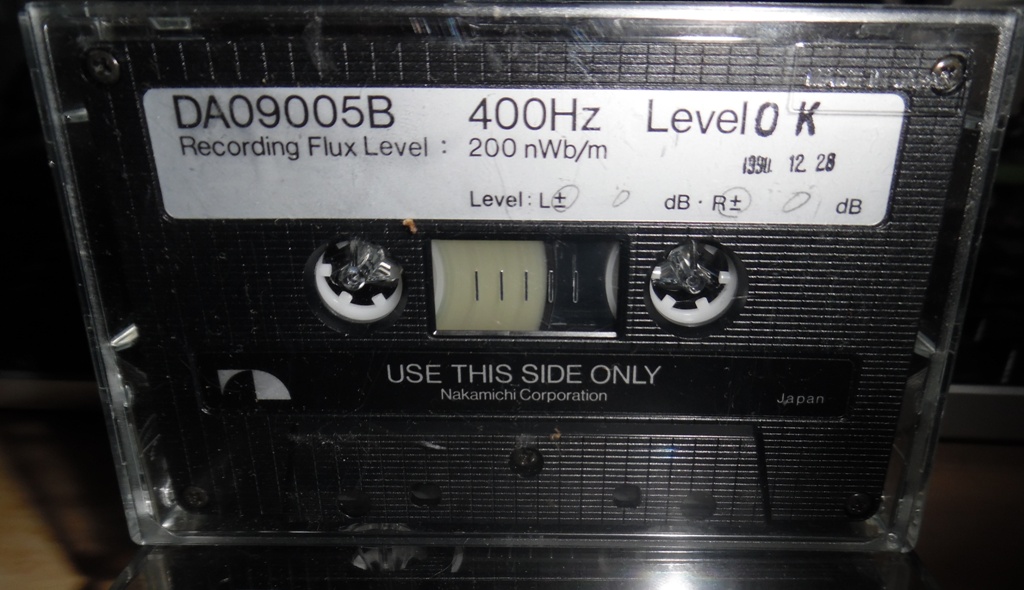 DA09005B 400Hz Level OK
Recording Flux Level : 200 nWb/m
1990. 12. 28
Level : L± 0 dB · R± 0 dB
USE THIS SIDE ONLY
Nakamichi Corporation
Japan